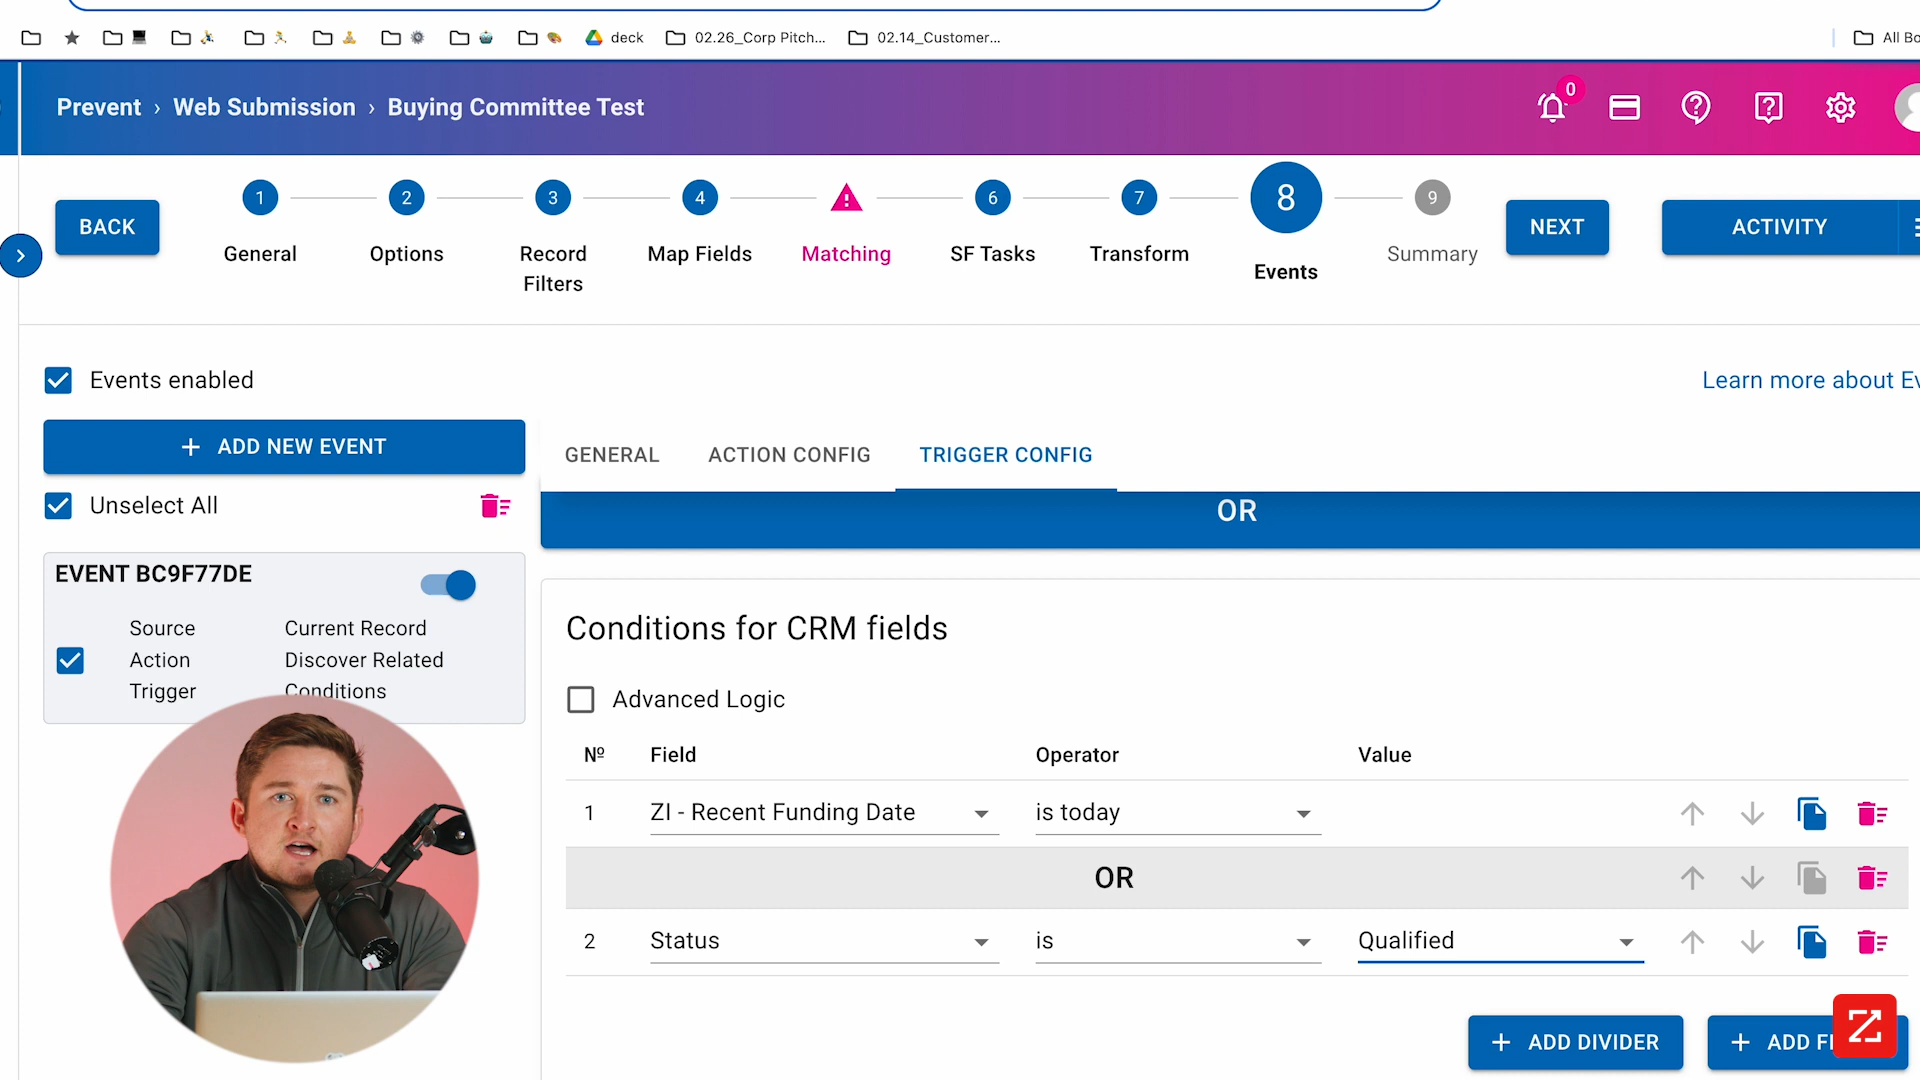 deck
02.26_Corp Pitch...
02.14_Customer...
All Bo
Prevent › Web Submission › Buying Committee Test
0
BACK
1
2
3
4
6
7
8
9
General
Options
Record
Filters
Map Fields
Matching
SF Tasks
Transform
Events
Summary
NEXT
ACTIVITY
Events enabled
Learn more about Ev
+ ADD NEW EVENT
GENERAL
ACTION CONFIG
TRIGGER CONFIG
Unselect All
OR
EVENT BC9F77DE
Source Current Record
Action Discover Related
Trigger Conditions
Conditions for CRM fields
Advanced Logic
Nº Field Operator Value
1 ZI - Recent Funding Date is today
OR
2 Status is Qualified
+ ADD DIVIDER
+ ADD FI